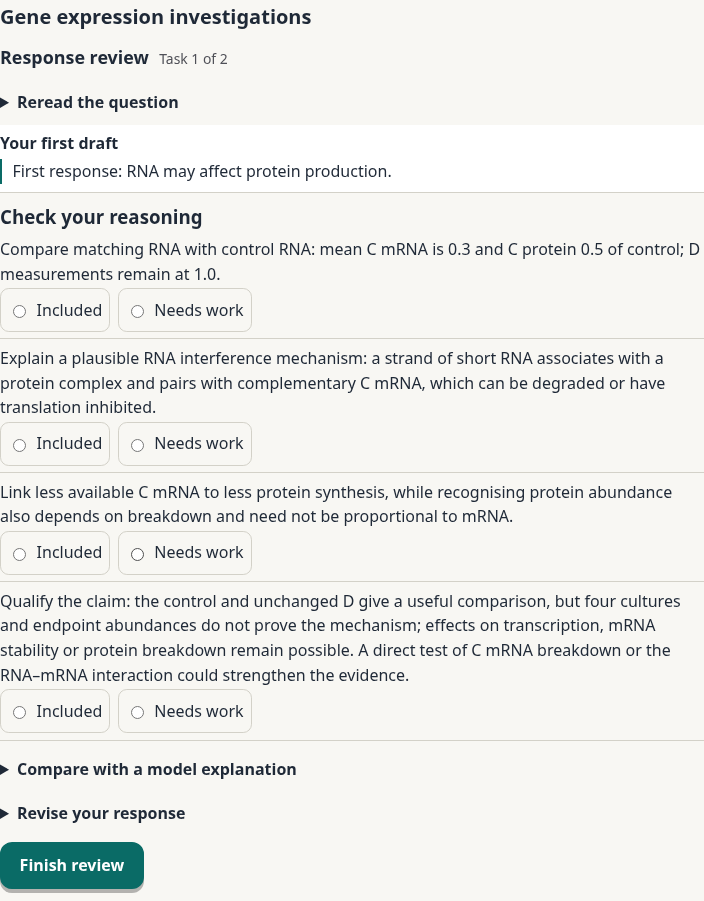 Gene expression investigations
Response review Task 1 of 2
Reread the question
Your first draft
First response: RNA may affect protein production.
Check your reasoning
Compare matching RNA with control RNA: mean C mRNA is 0.3 and C protein 0.5 of control; D
measurements remain at 1.0.
Included Needs work
Explain a plausible RNA interference mechanism: a strand of short RNA associates with a
protein complex and pairs with complementary C mRNA, which can be degraded or have
translation inhibited.
Included Needs work
Link less available C mRNA to less protein synthesis, while recognising protein abundance
also depends on breakdown and need not be proportional to mRNA.
Included Needs work
Qualify the claim: the control and unchanged D give a useful comparison, but four cultures
and endpoint abundances do not prove the mechanism; effects on transcription, mRNA
stability or protein breakdown remain possible. A direct test of C mRNA breakdown or the
RNA–mRNA interaction could strengthen the evidence.
Included Needs work
Compare with a model explanation
Revise your response
Finish review